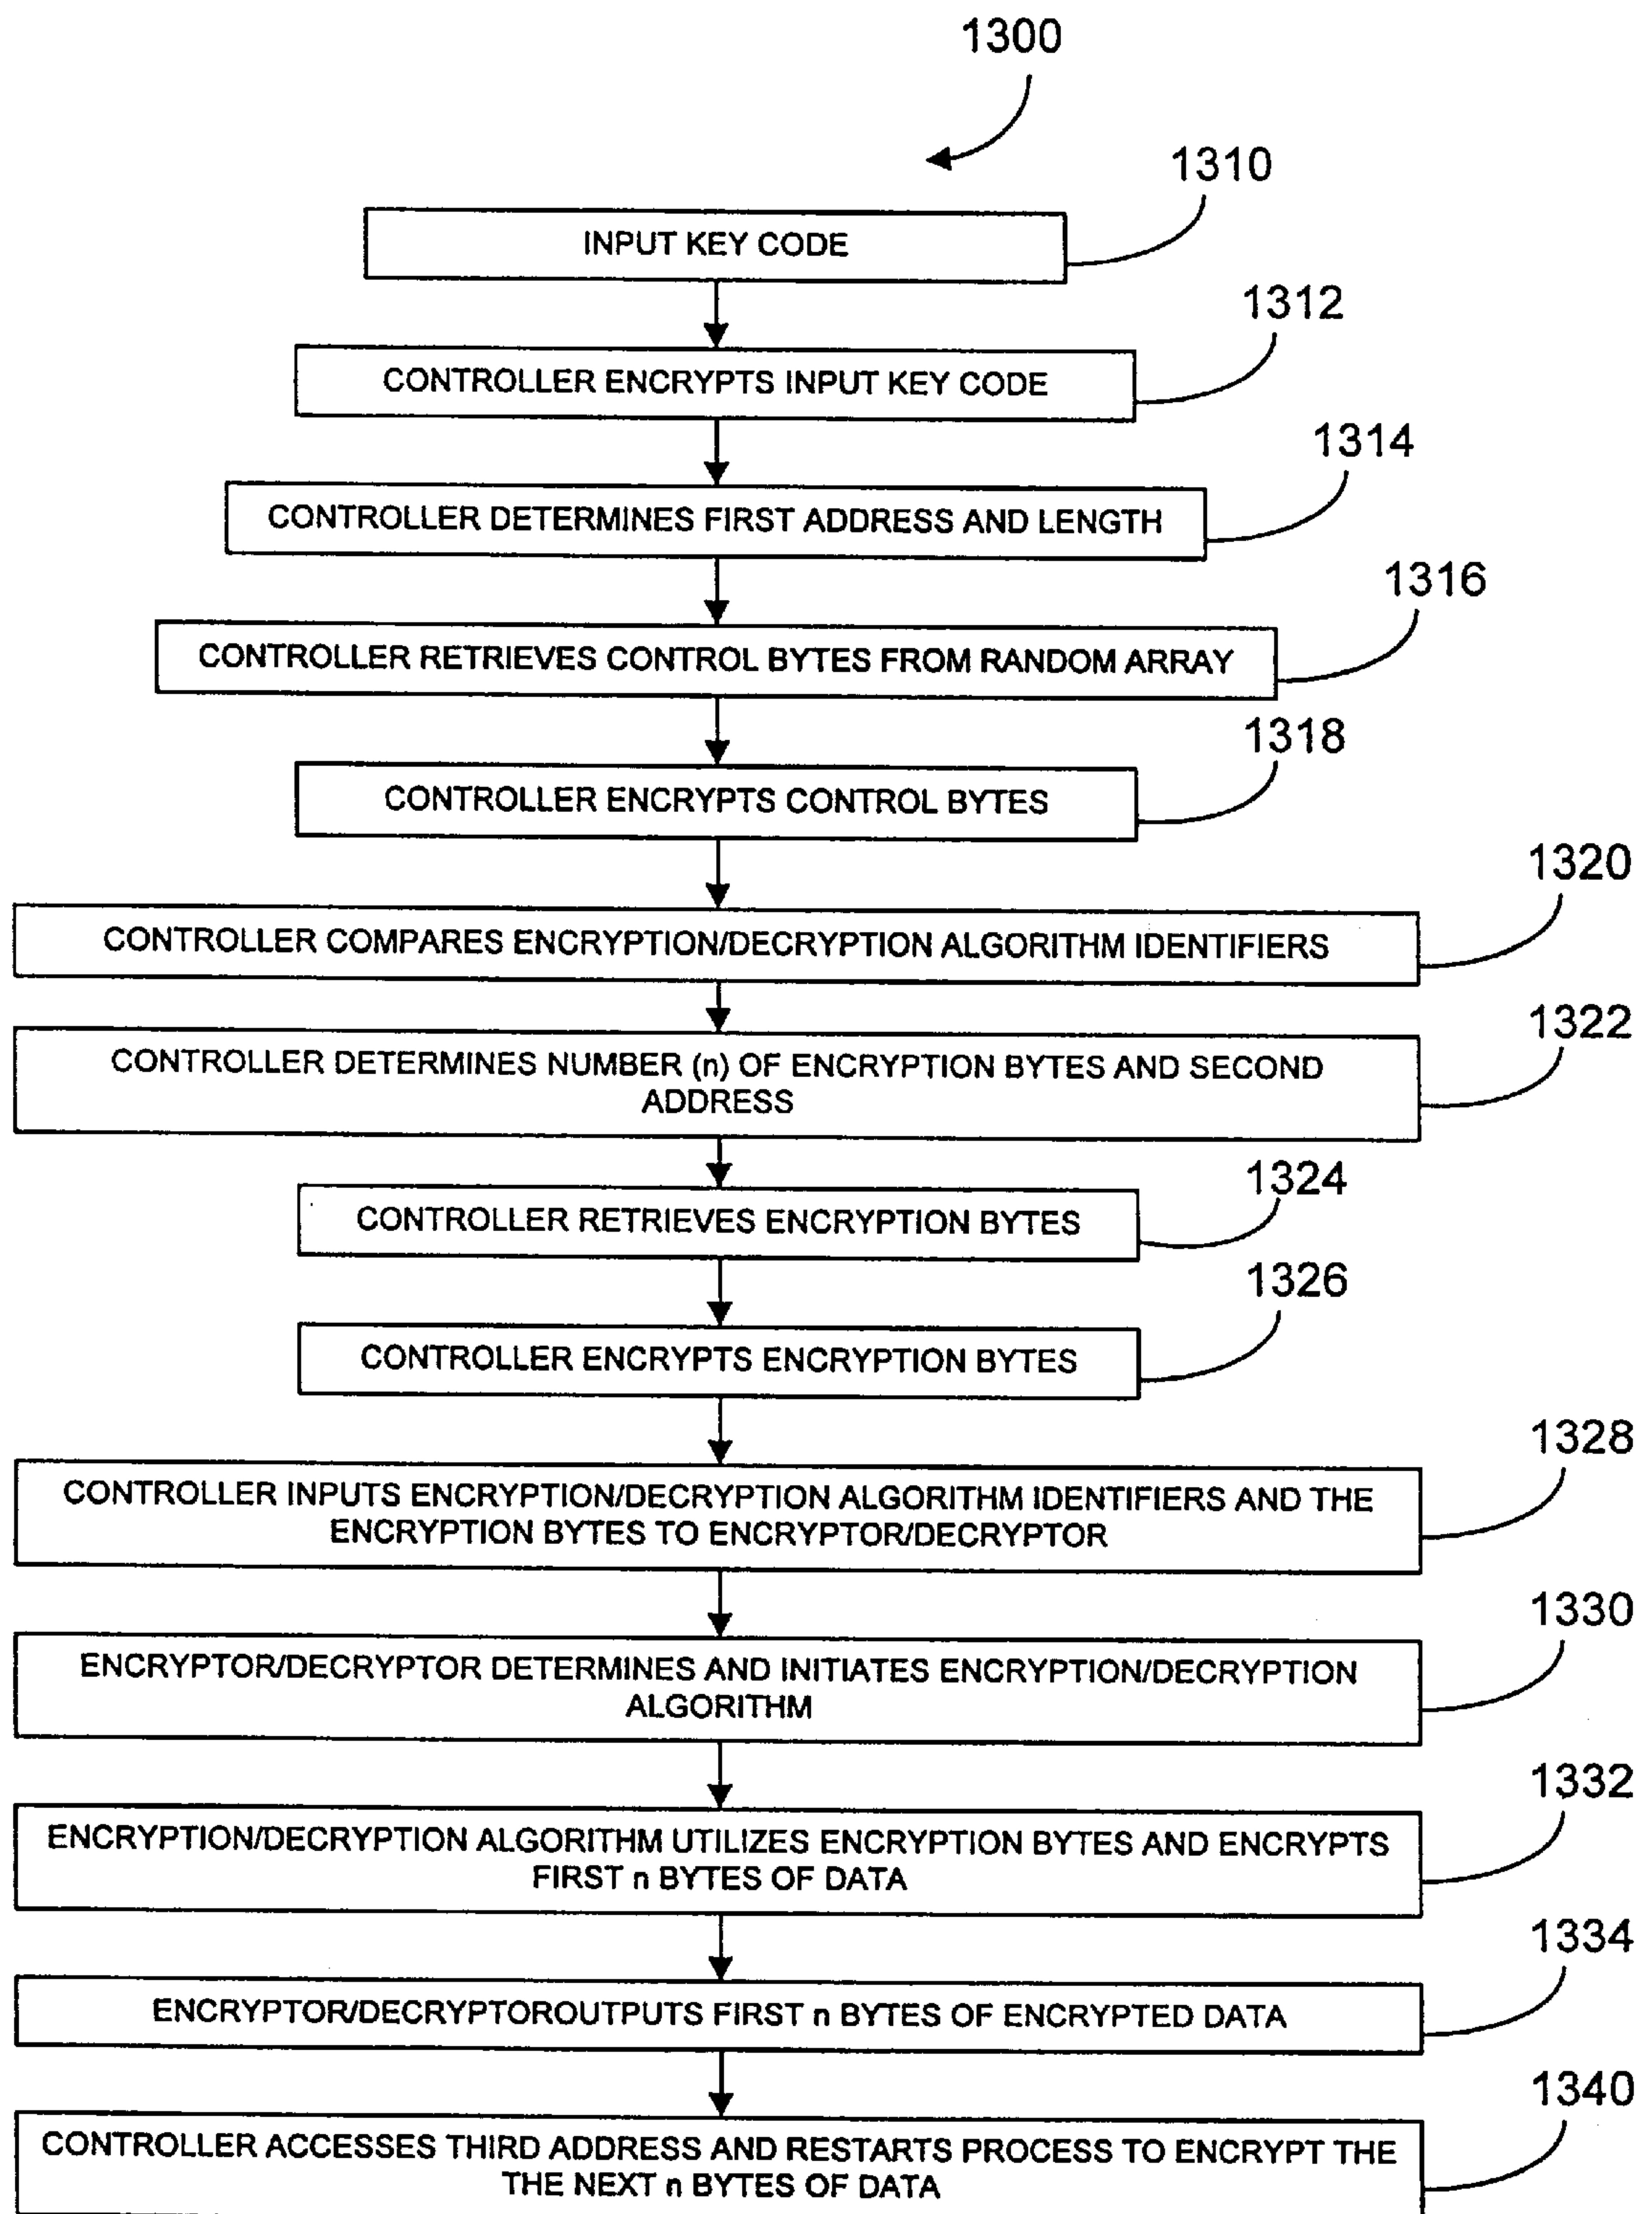 1300
1310
INPUT KEY CODE
1312
CONTROLLER ENCRYPTS INPUT KEY CODE
1314
CONTROLLER DETERMINES FIRST ADDRESS AND LENGTH
1316
CONTROLLER RETRIEVES CONTROL BYTES FROM RANDOM ARRAY
1318
CONTROLLER ENCRYPTS CONTROL BYTES
1320
CONTROLLER COMPARES ENCRYPTION/DECRYPTION ALGORITHM IDENTIFIERS
1322
CONTROLLER DETERMINES NUMBER (n) OF ENCRYPTION BYTES AND SECOND
ADDRESS
1324
CONTROLLER RETRIEVES ENCRYPTION BYTES
1326
CONTROLLER ENCRYPTS ENCRYPTION BYTES
1328
CONTROLLER INPUTS ENCRYPTION/DECRYPTION ALGORITHM IDENTIFIERS AND THE
ENCRYPTION BYTES TO ENCRYPTOR/DECRYPTOR
1330
ENCRYPTOR/DECRYPTOR DETERMINES AND INITIATES ENCRYPTION/DECRYPTION
ALGORITHM
1332
ENCRYPTION/DECRYPTION ALGORITHM UTILIZES ENCRYPTION BYTES AND ENCRYPTS
FIRST n BYTES OF DATA
1334
ENCRYPTOR/DECRYPTOROUTPUTS FIRST n BYTES OF ENCRYPTED DATA
1340
CONTROLLER ACCESSES THIRD ADDRESS AND RESTARTS PROCESS TO ENCRYPT THE
THE NEXT n BYTES OF DATA